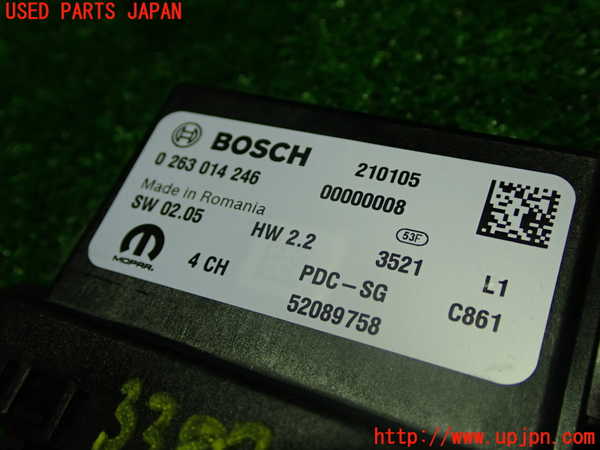 USED PARTS JAPAN
BOSCH
210105
0 263 014 246
00000008
Made in Romania
SW 02.05
HW 2.2
53F
3521
L1
MOPAR.
4 CH
PDC-SG
C861
52089758
http://www.upjpn.com/